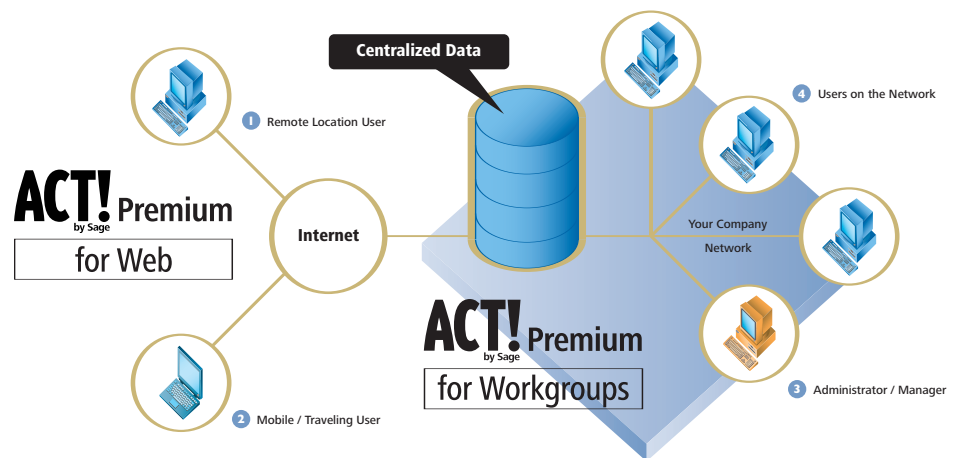 Centralized Data
4 Users on the Network
1 Remote Location User
ACT! Premium
by Sage
for Web
Internet
Your Company
Network
ACT! Premium
by Sage
for Workgroups
3 Administrator / Manager
2 Mobile / Traveling User